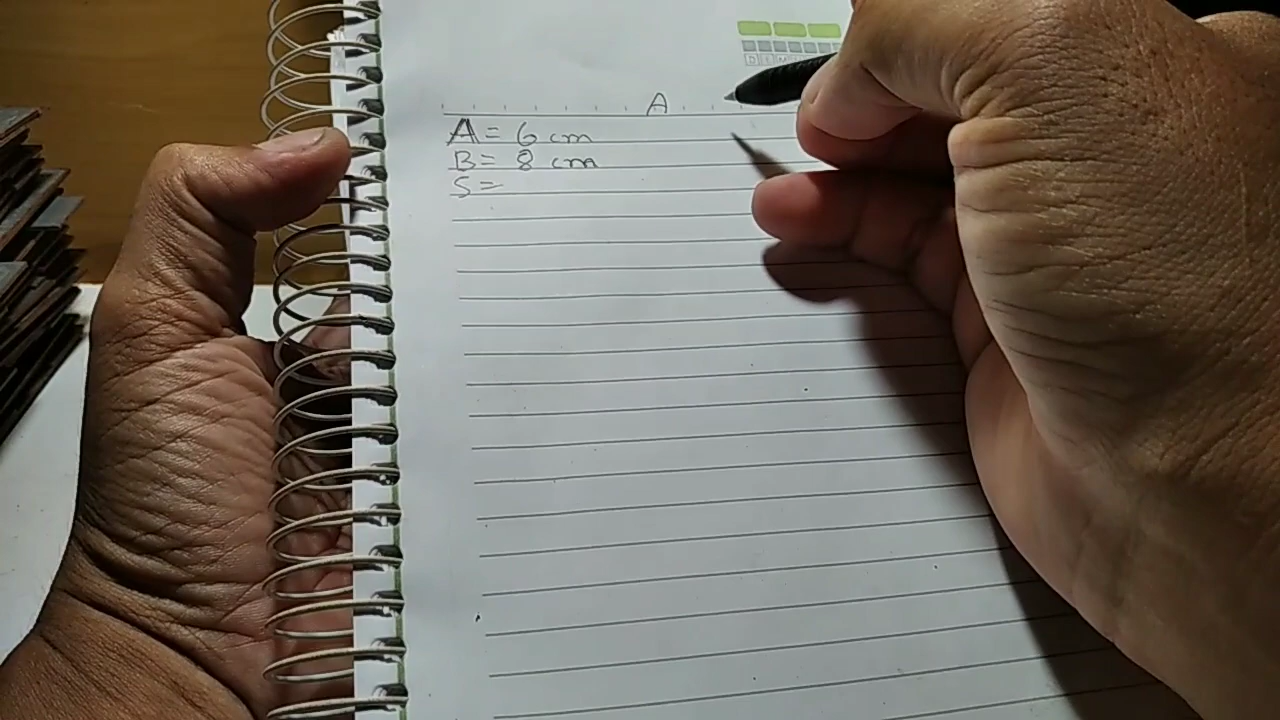 D E M
A
A = 6 cm
B = 8 cm
S =